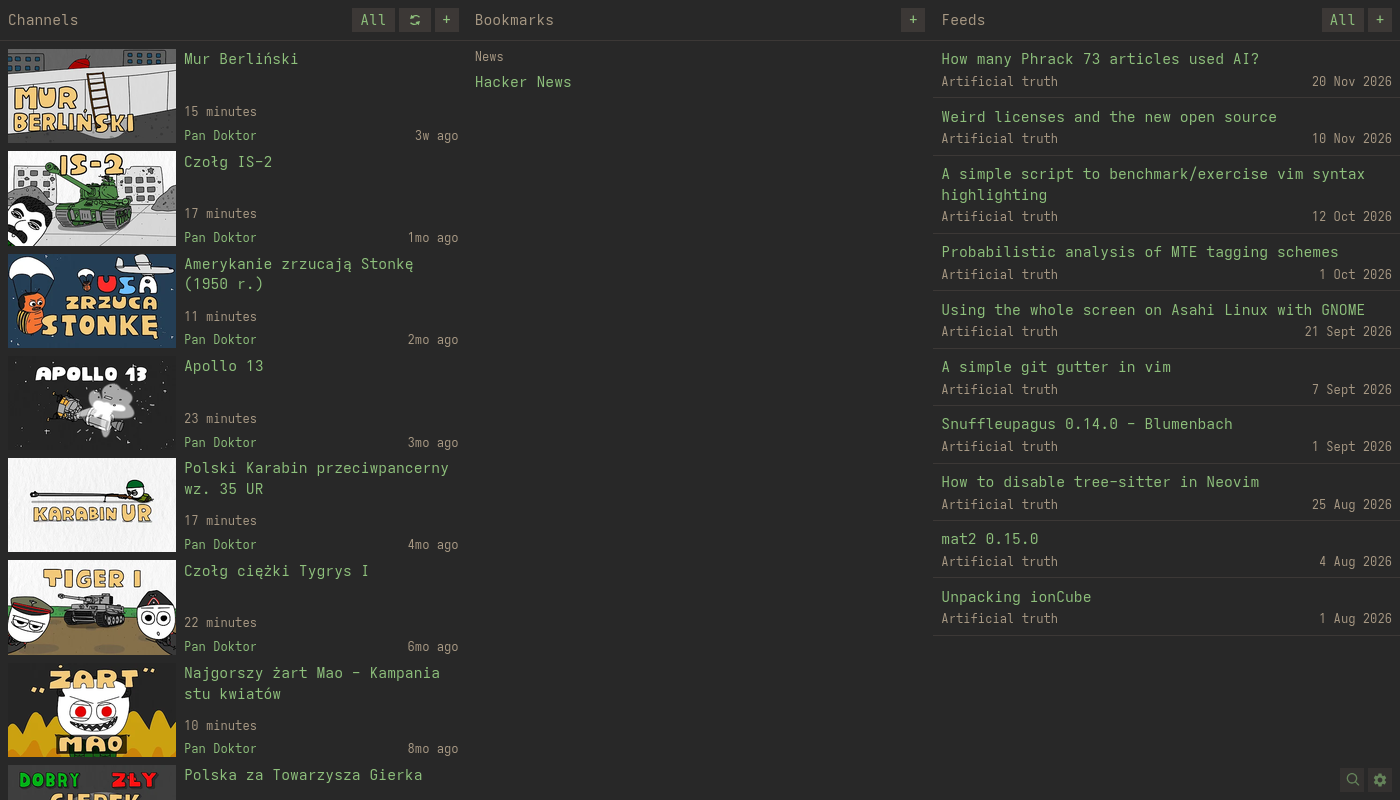 Channels
All
+
MUR
BERLIŃSKI
Mur Berliński
15 minutes
Pan Doktor
3w ago
IS-2
Czołg IS-2
17 minutes
Pan Doktor
1mo ago
USA
ZRZUCA
STONKĘ
Amerykanie zrzucają Stonkę
(1950 r.)
11 minutes
Pan Doktor
2mo ago
APOLLO 13
Apollo 13
23 minutes
Pan Doktor
3mo ago
KARABIN UR
Polski Karabin przeciwpancerny
wz. 35 UR
17 minutes
Pan Doktor
4mo ago
TIGER I
Czołg ciężki Tygrys I
22 minutes
Pan Doktor
6mo ago
„ŻART"
MAO
Najgorszy żart Mao - Kampania
stu kwiatów
10 minutes
Pan Doktor
8mo ago
DOBRY ZŁY
GIEREK
Polska za Towarzysza Gierka
Bookmarks
+
News
Hacker News
Feeds
All
+
How many Phrack 73 articles used AI?
Artificial truth
20 Nov 2026
Weird licenses and the new open source
Artificial truth
10 Nov 2026
A simple script to benchmark/exercise vim syntax
highlighting
Artificial truth
12 Oct 2026
Probabilistic analysis of MTE tagging schemes
Artificial truth
1 Oct 2026
Using the whole screen on Asahi Linux with GNOME
Artificial truth
21 Sept 2026
A simple git gutter in vim
Artificial truth
7 Sept 2026
Snuffleupagus 0.14.0 - Blumenbach
Artificial truth
1 Sept 2026
How to disable tree-sitter in Neovim
Artificial truth
25 Aug 2026
mat2 0.15.0
Artificial truth
4 Aug 2026
Unpacking ionCube
Artificial truth
1 Aug 2026